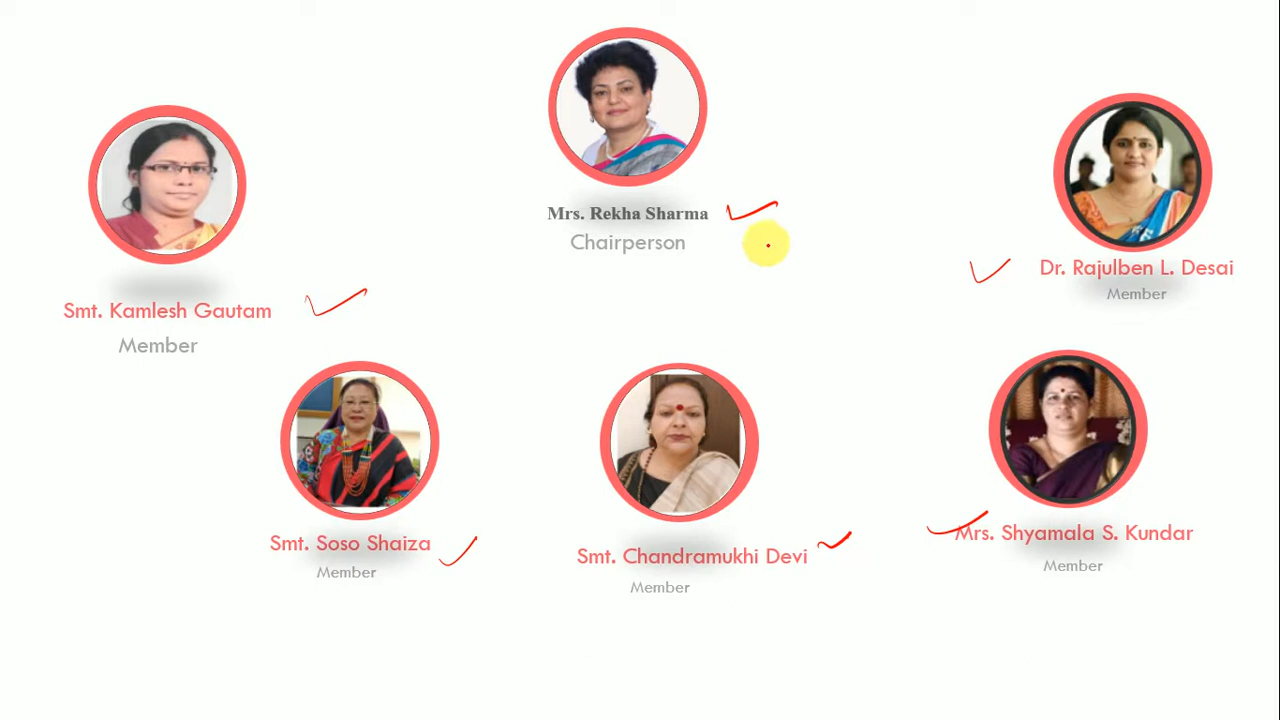 Mrs. Rekha Sharma
Chairperson
Dr. Rajulben L. Desai
Member
Smt. Kamlesh Gautam
Member
Smt. Soso Shaiza
Member
Smt. Chandramukhi Devi
Member
Mrs. Shyamala S. Kundar
Member